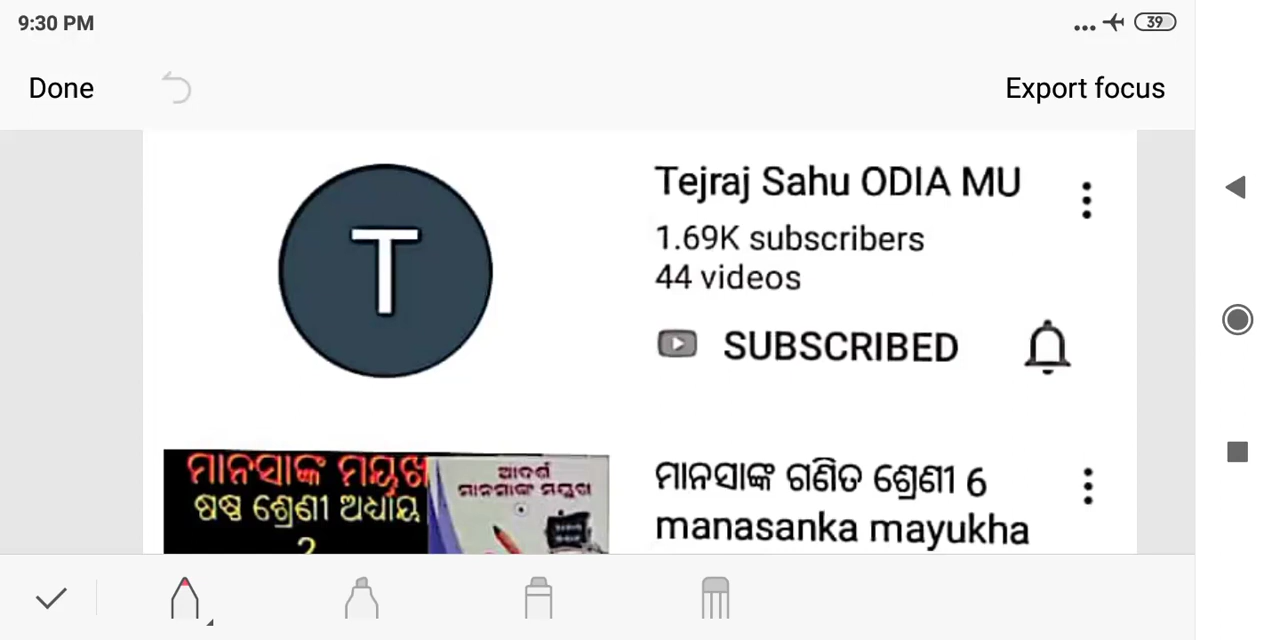 9:30 PM
39
Done
Export focus
T
Tejraj Sahu ODIA MU
1.69K subscribers
44 videos
SUBSCRIBED
ମାନସାଙ୍କ ମୟୁଖ
ଷଷ୍ଠ ଶ୍ରେଣୀ ଅଧ୍ୟାୟ
2
ଆଦର୍ଶ
ମାନସାଙ୍କ ମୟୁଖ
ମାନସାଙ୍କ ଗଣିତ ଶ୍ରେଣୀ 6
manasanka mayukha